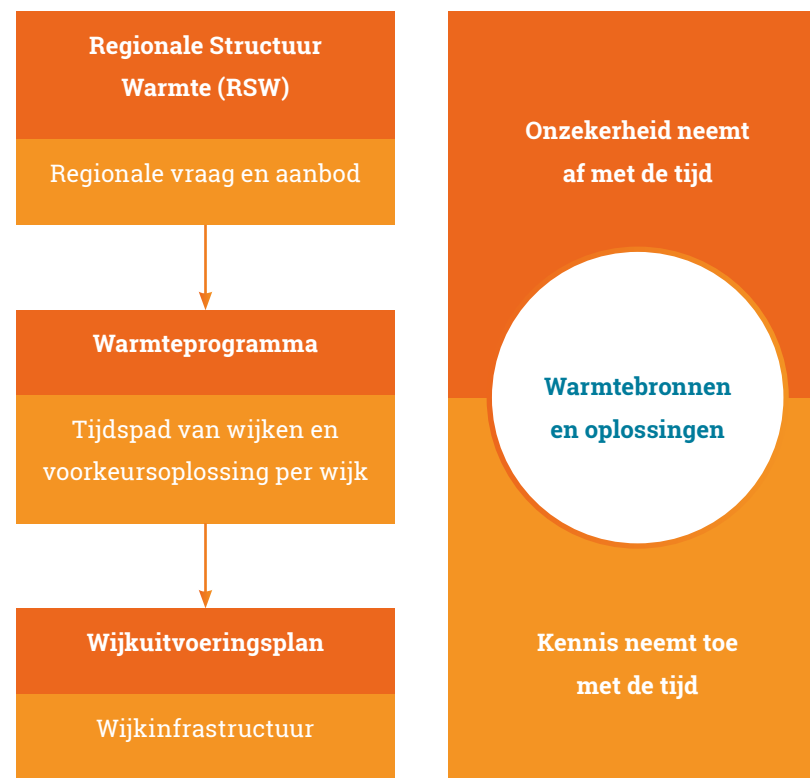 Regionale Structuur
Warmte (RSW)
Regionale vraag en aanbod
Warmteprogramma
Tijdspad van wijken en
voorkeursoplossing per wijk
Wijkuitvoeringsplan
Wijkinfrastructuur
Onzekerheid neemt
af met de tijd
Warmtebronnen
en oplossingen
Kennis neemt toe
met de tijd